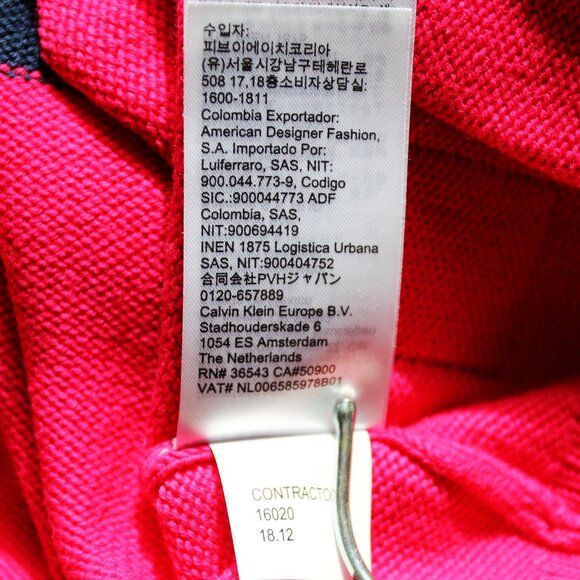 수입자:
피브이에이치코리아
(유)서울시강남구테헤란로
508 17,18층소비자상담실:
1600-1811
Colombia Exportador:
American Designer Fashion,
S.A. Importado Por:
Luiferraro, SAS, NIT:
900.044.773-9, Codigo
SIC.:900044773 ADF
Colombia, SAS,
NIT:900694419
INEN 1875 Logistica Urbana
SAS, NIT:900404752
合同会社PVHジャパン
0120-657889
Calvin Klein Europe B.V.
Stadhouderskade 6
1054 ES Amsterdam
The Netherlands
RN# 36543 CA#50900
VAT# NL006585978B01
CONTRACTO
16020
18.12